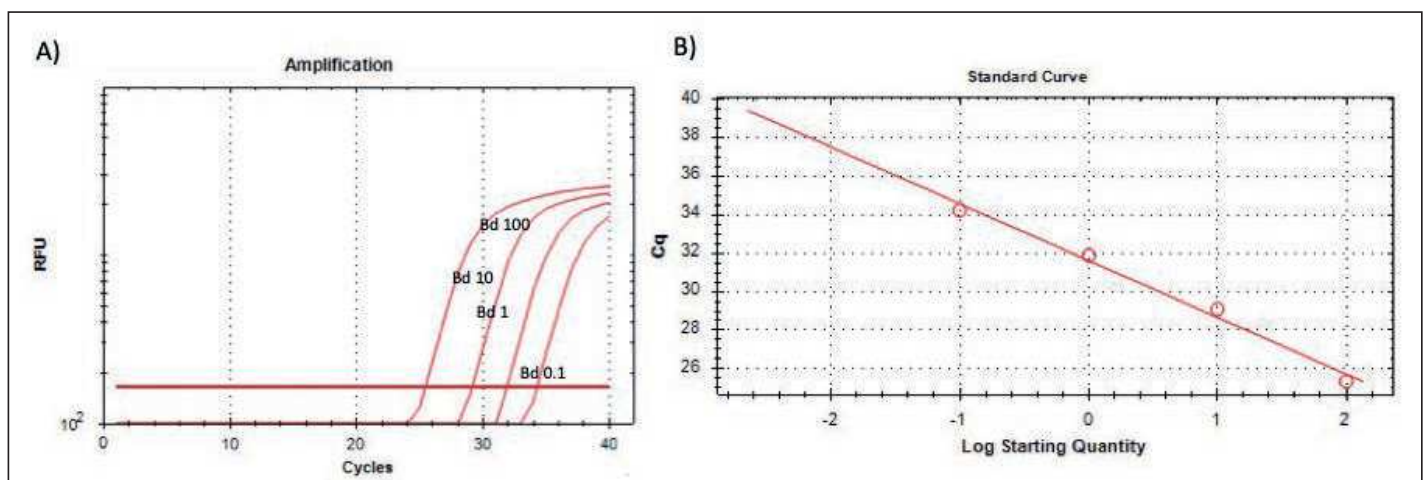 A)
Amplification
RFU
10²
Bd 100
Bd 10
Bd 1
Bd 0.1
0 10 20 30 40
Cycles
B)
Standard Curve
Cq
40
38
36
34
32
30
28
26
-2 -1 0 1 2
Log Starting Quantity